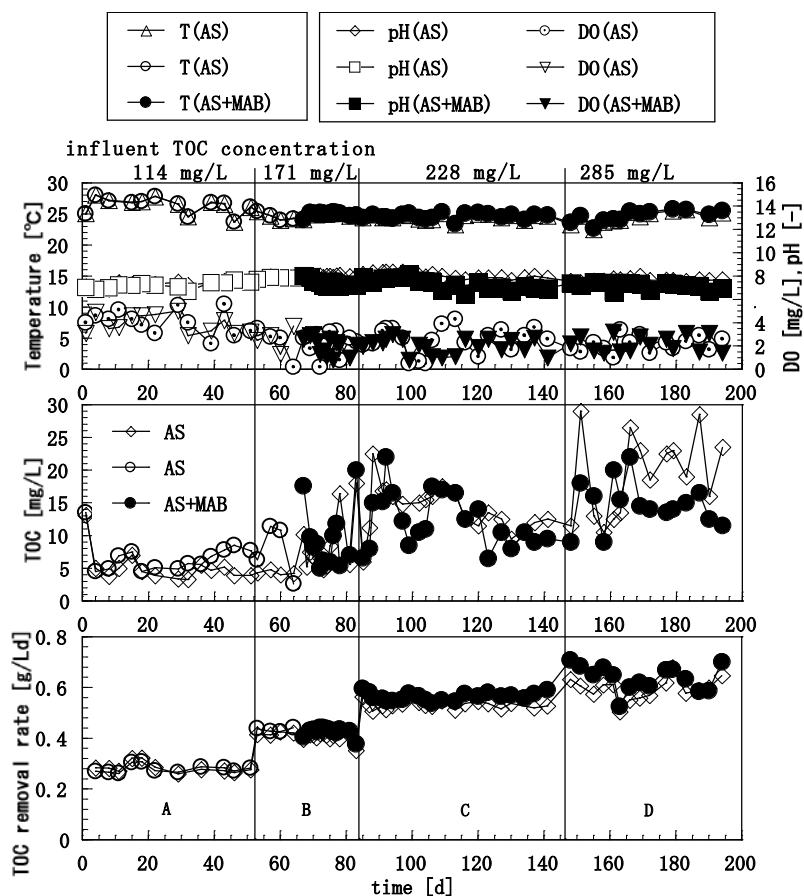 T(AS) pH(AS) DO(AS)
T(AS) pH(AS) DO(AS)
T(AS+MAB) pH(AS+MAB) DO(AS+MAB)
influent TOC concentration
114 mg/L 171 mg/L 228 mg/L 285 mg/L
Temperature [℃]
30
25
20
15
10
5
0
16
14
12
10
8
6
4
2
0
DO [mg/L], pH [-]
0 20 40 60 80 100 120 140 160 180 200
TOC [mg/L]
30
25
20
15
10
5
0
AS
AS
AS+MAB
0 20 40 60 80 100 120 140 160 180 200
TOC removal rate [g/Ld]
0.8
0.6
0.4
0.2
0
A B C D
0 20 40 60 80 100 120 140 160 180 200
time [d]